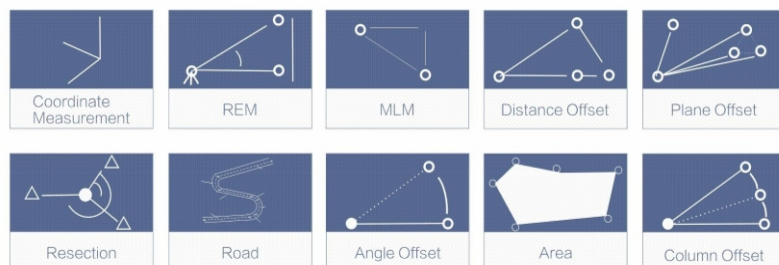 Coordinate
Measurement
REM
MLM
Distance Offset
Plane Offset
Resection
Road
Angle Offset
Area
Column Offset